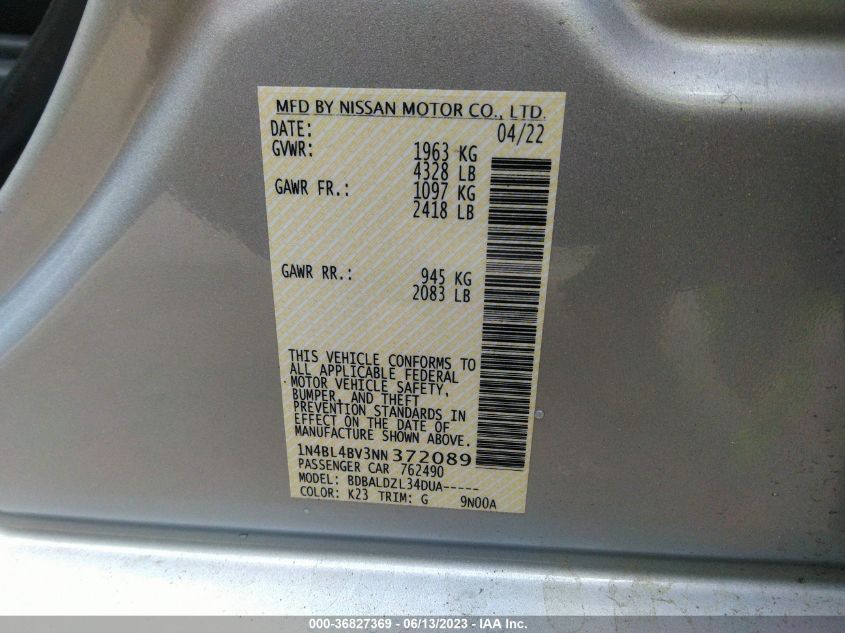 MFD BY NISSAN MOTOR CO., LTD.
DATE: 04/22
GVWR: 1963 KG
4328 LB
GAWR FR.: 1097 KG
2418 LB
GAWR RR.: 945 KG
2083 LB
THIS VEHICLE CONFORMS TO
ALL APPLICABLE FEDERAL
MOTOR VEHICLE SAFETY,
BUMPER, AND THEFT
PREVENTION STANDARDS IN
EFFECT ON THE DATE OF
MANUFACTURE SHOWN ABOVE.
1N4BL4BV3NN372089
PASSENGER CAR 762490
MODEL: BDBALDZL34DUA-----
COLOR: K23 TRIM: G 9N00A
000-36827369 - 06/13/2023 - IAA Inc.